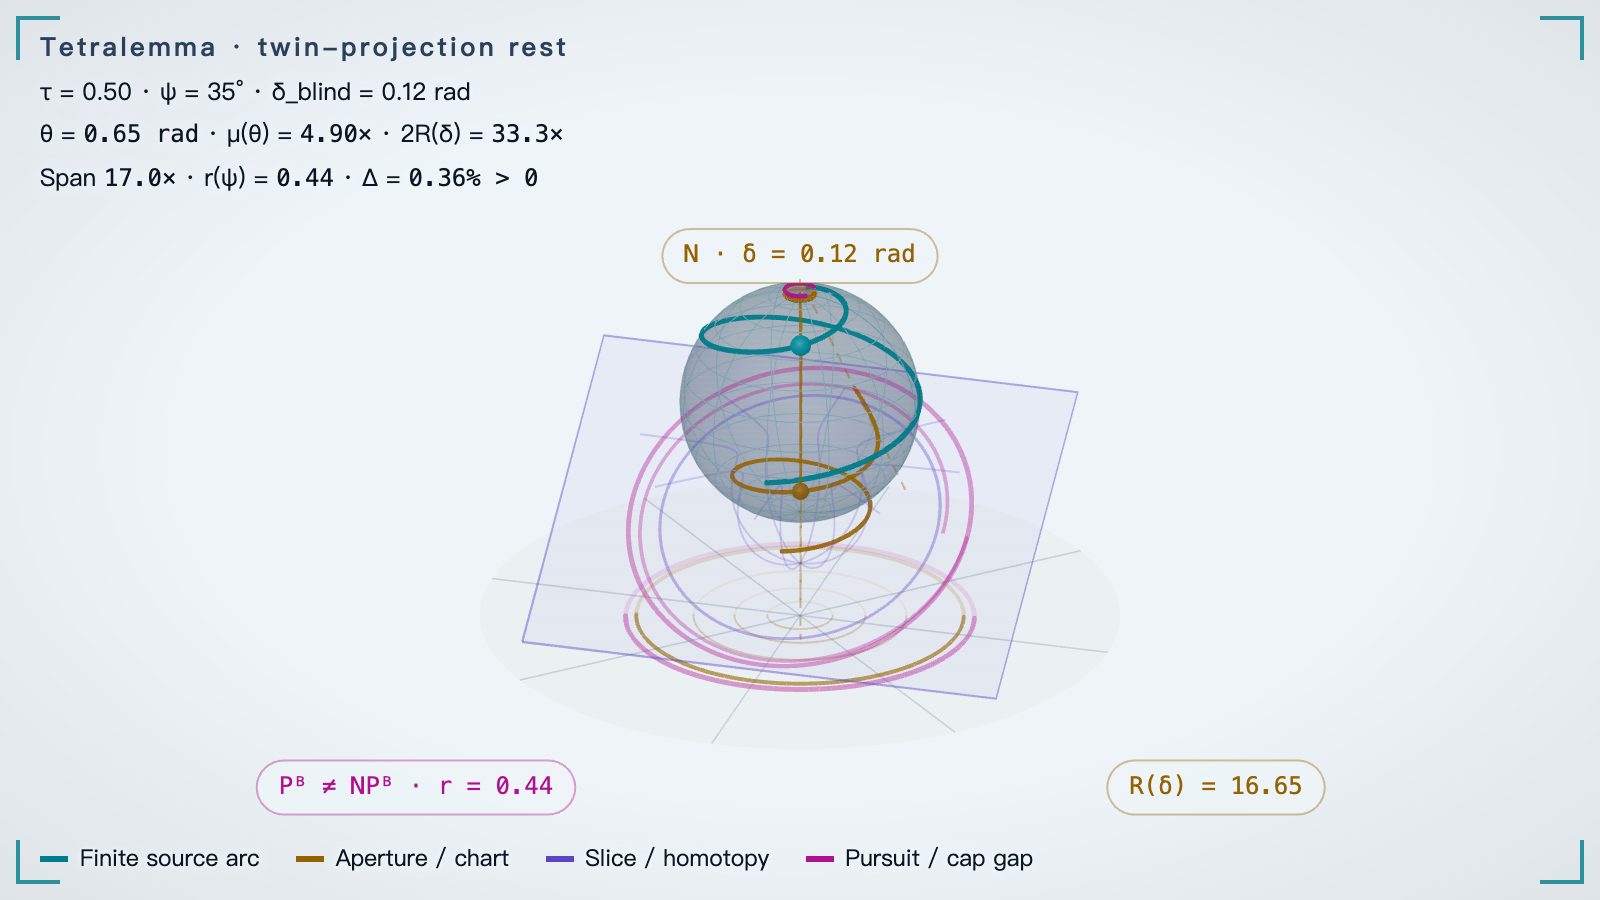 Tetralemma · twin–projection rest
τ = 0.50 · ψ = 35° · δ_blind = 0.12 rad
θ = 0.65 rad · μ(θ) = 4.90× · 2R(δ) = 33.3×
Span 17.0× · r(ψ) = 0.44 · Δ = 0.36% > 0
N · δ = 0.12 rad
Pᴮ ≠ NPᴮ · r = 0.44
R(δ) = 16.65
Finite source arc
Aperture / chart
Slice / homotopy
Pursuit / cap gap